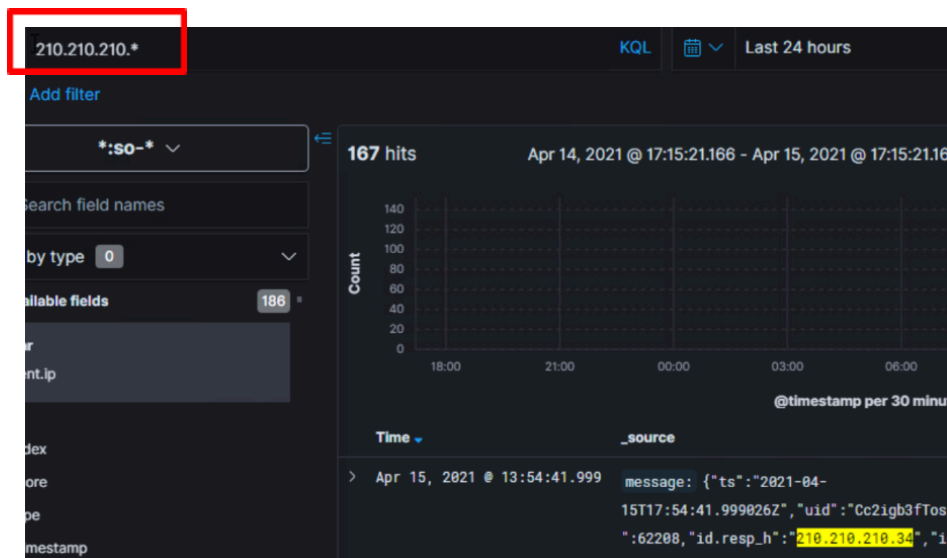 210.210.210.*
KQL
Last 24 hours
Add filter
*:so-*
167 hits
Apr 14, 2021 @ 17:15:21.166 - Apr 15, 2021 @ 17:15:21.16
Search field names
by type 0
ailable fields 186
r
nt.ip
dex
ore
pe
mestamp
Count
140
120
100
80
60
40
20
0
18:00 21:00 00:00 03:00 06:00
@timestamp per 30 minu
Time _source
Apr 15, 2021 @ 13:54:41.999
message: {"ts":"2021-04-
15T17:54:41.999026Z","uid":"Cc2igb3fTos
":62208,"id.resp_h":"210.210.210.34","i